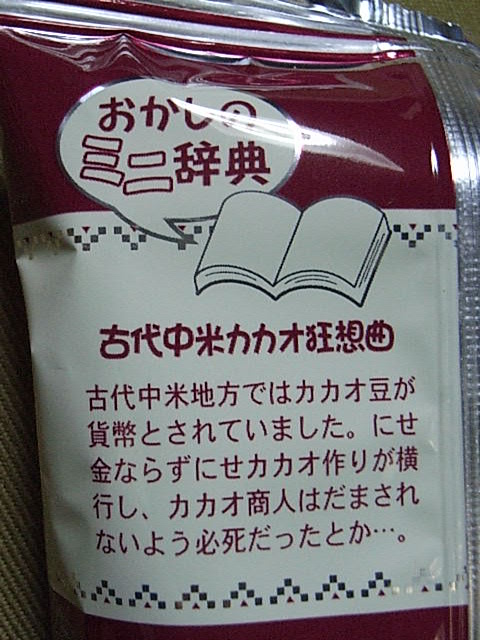 おかしの
ミニ辞典
古代中米カカオ狂想曲
古代中米地方ではカカオ豆が
貨幣とされていました。にせ
金ならずにせカカオ作りが横
行し、カカオ商人はだまされ
ないよう必死だったとか…。